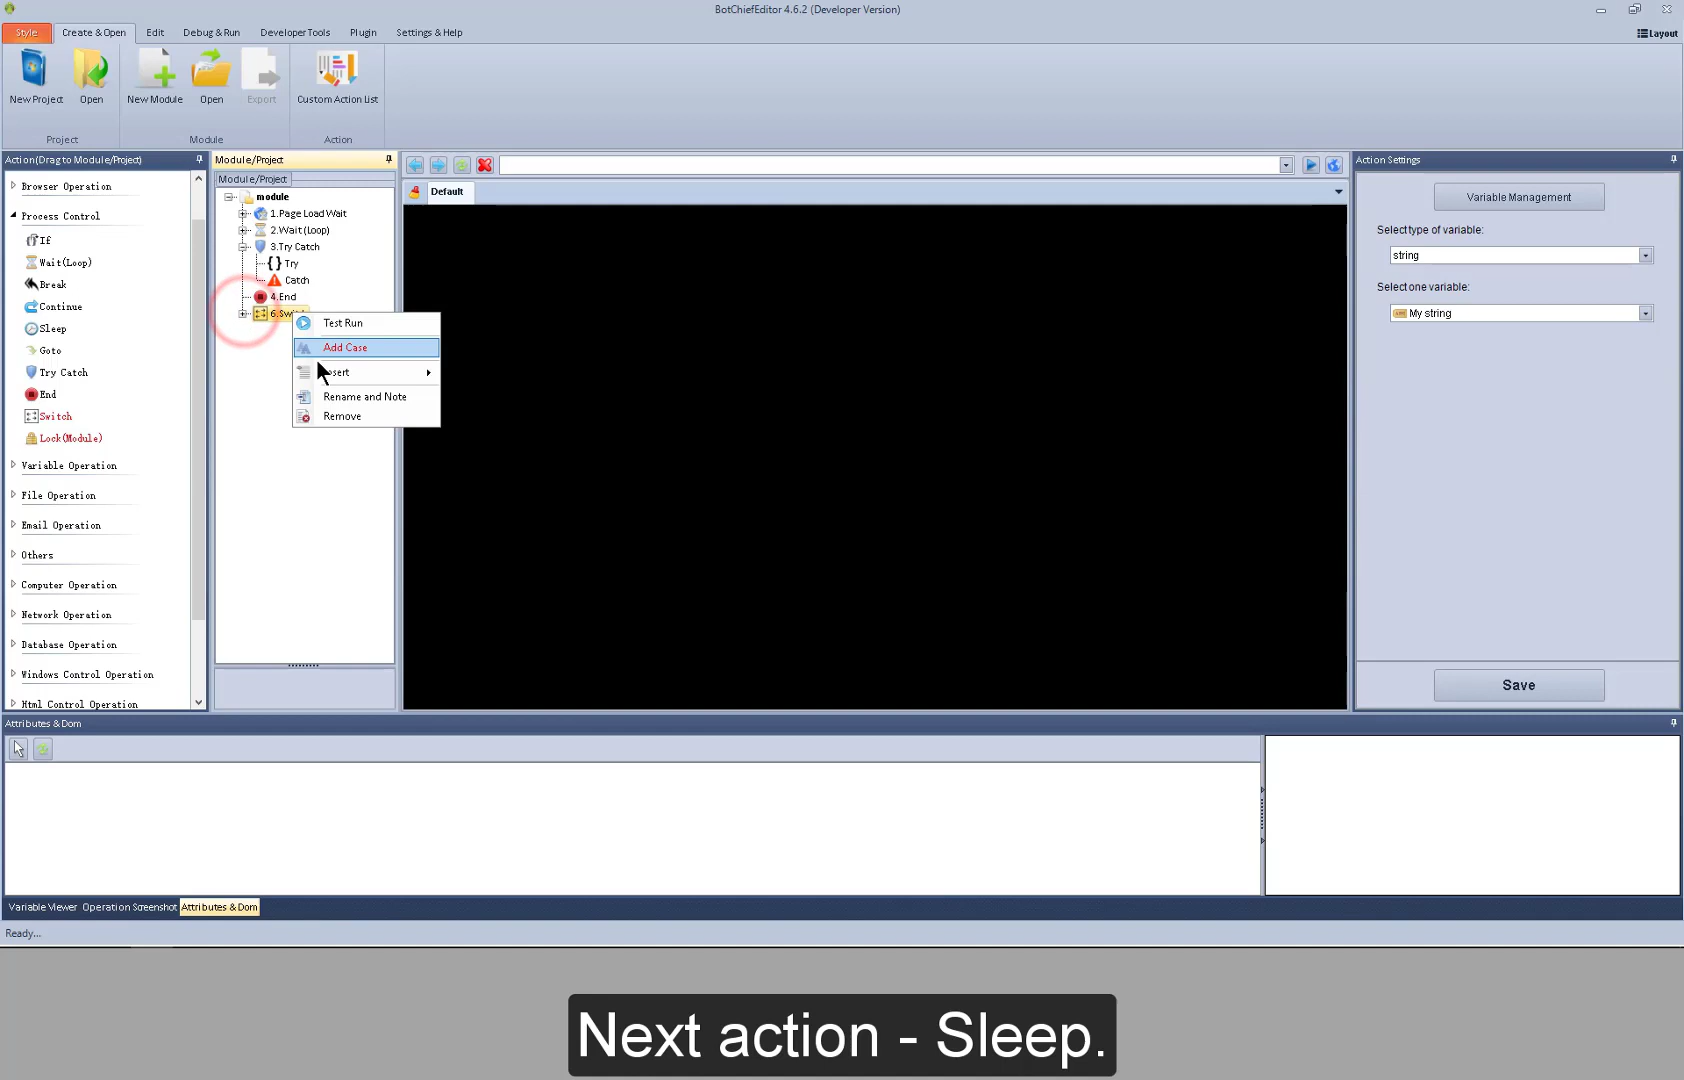 BotChiefEditor 4.6.2 (Developer Version)
Style
Create & Open
Edit
Debug & Run
Developer Tools
Plugin
Settings & Help
Layout
New Project
Open
New Module
Open
Export
Custom Action List
Project
Module
Action
Action(Drag to Module/Project)
Browser Operation
Process Control
If
Wait(Loop)
Break
Continue
Sleep
Goto
Try Catch
End
Switch
Lock(Module)
Variable Operation
File Operation
Email Operation
Others
Computer Operation
Network Operation
Database Operation
Windows Control Operation
Html Control Operation
Module/Project
Module/Project
module
1.Page Load Wait
2.Wait (Loop)
3.Try Catch
Try
Catch
4.End
Test Run
Add Case
Rename and Note
Remove
Default
Action Settings
Variable Management
Select type of variable:
string
Select one variable:
My string
Save
Attributes & Dom
Variable Viewer
Operation Screenshot
Attributes & Dom
Ready...
Next action - Sleep.